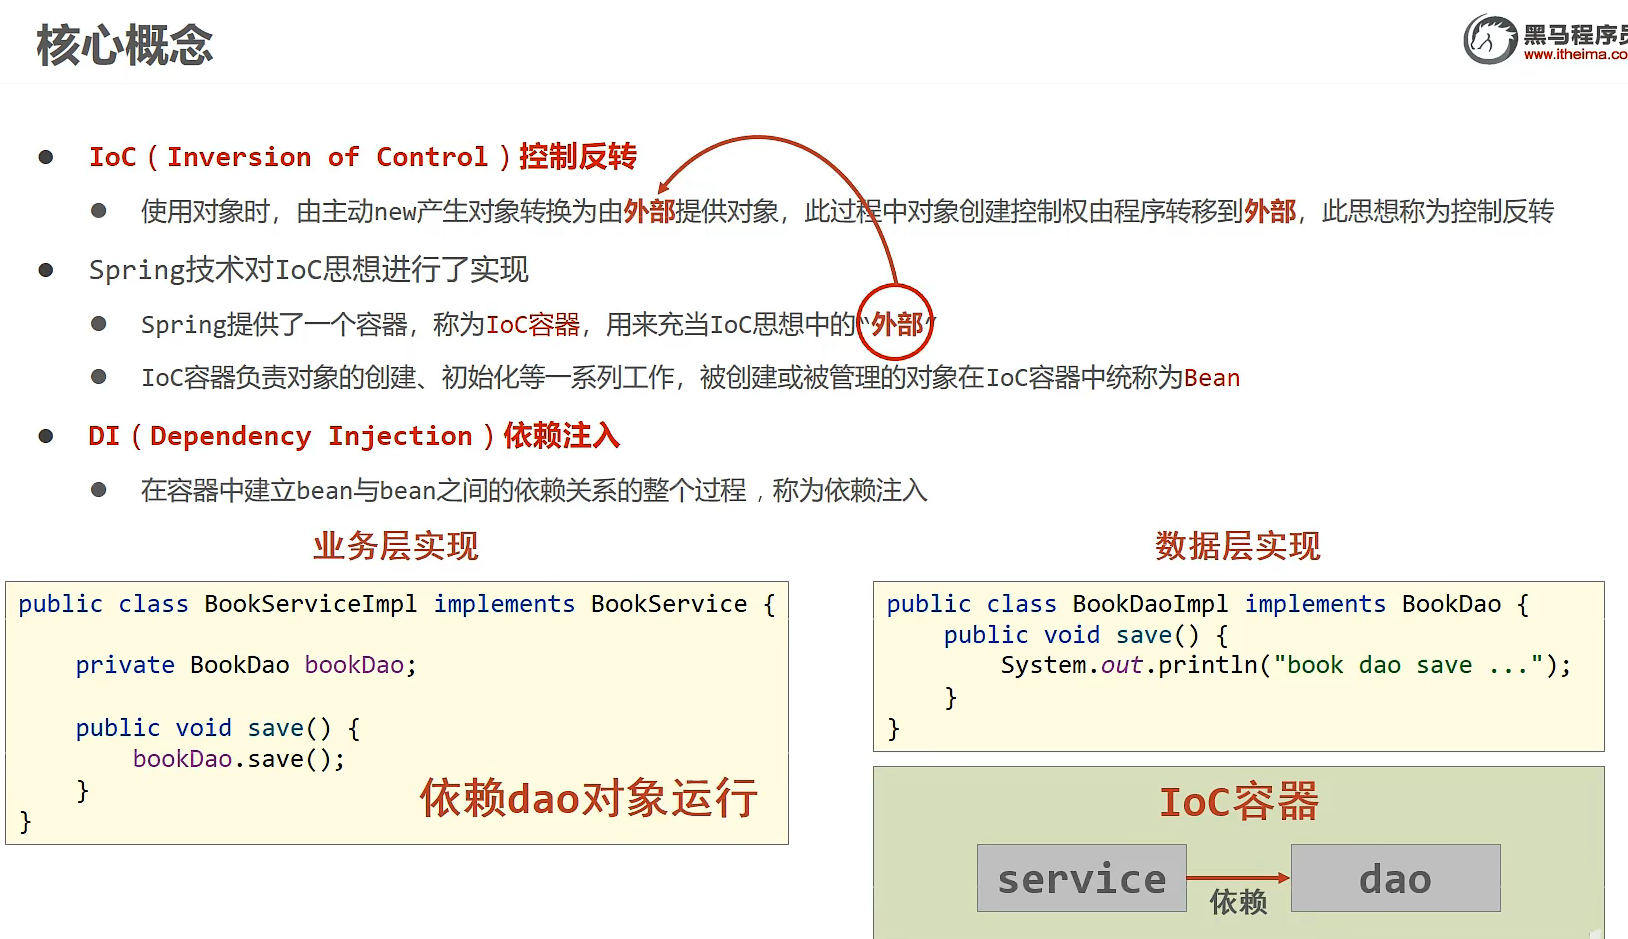 核心概念
黑马程序员
www.itheima.co
IoC（Inversion of Control）控制反转
使用对象时，由主动new产生对象转换为由外部提供对象，此过程中对象创建控制权由程序转移到外部，此思想称为控制反转
Spring技术对IoC思想进行了实现
Spring提供了一个容器，称为IoC容器，用来充当IoC思想中的“外部”
IoC容器负责对象的创建、初始化等一系列工作，被创建或被管理的对象在IoC容器中统称为Bean
DI（Dependency Injection）依赖注入
在容器中建立bean与bean之间的依赖关系的整个过程，称为依赖注入
业务层实现
public class BookServiceImpl implements BookService {
private BookDao bookDao;
public void save() {
bookDao.save();
}
}
依赖dao对象运行
数据层实现
public class BookDaoImpl implements BookDao {
public void save() {
System.out.println("book dao save ...");
}
}
IoC容器
service
依赖
dao